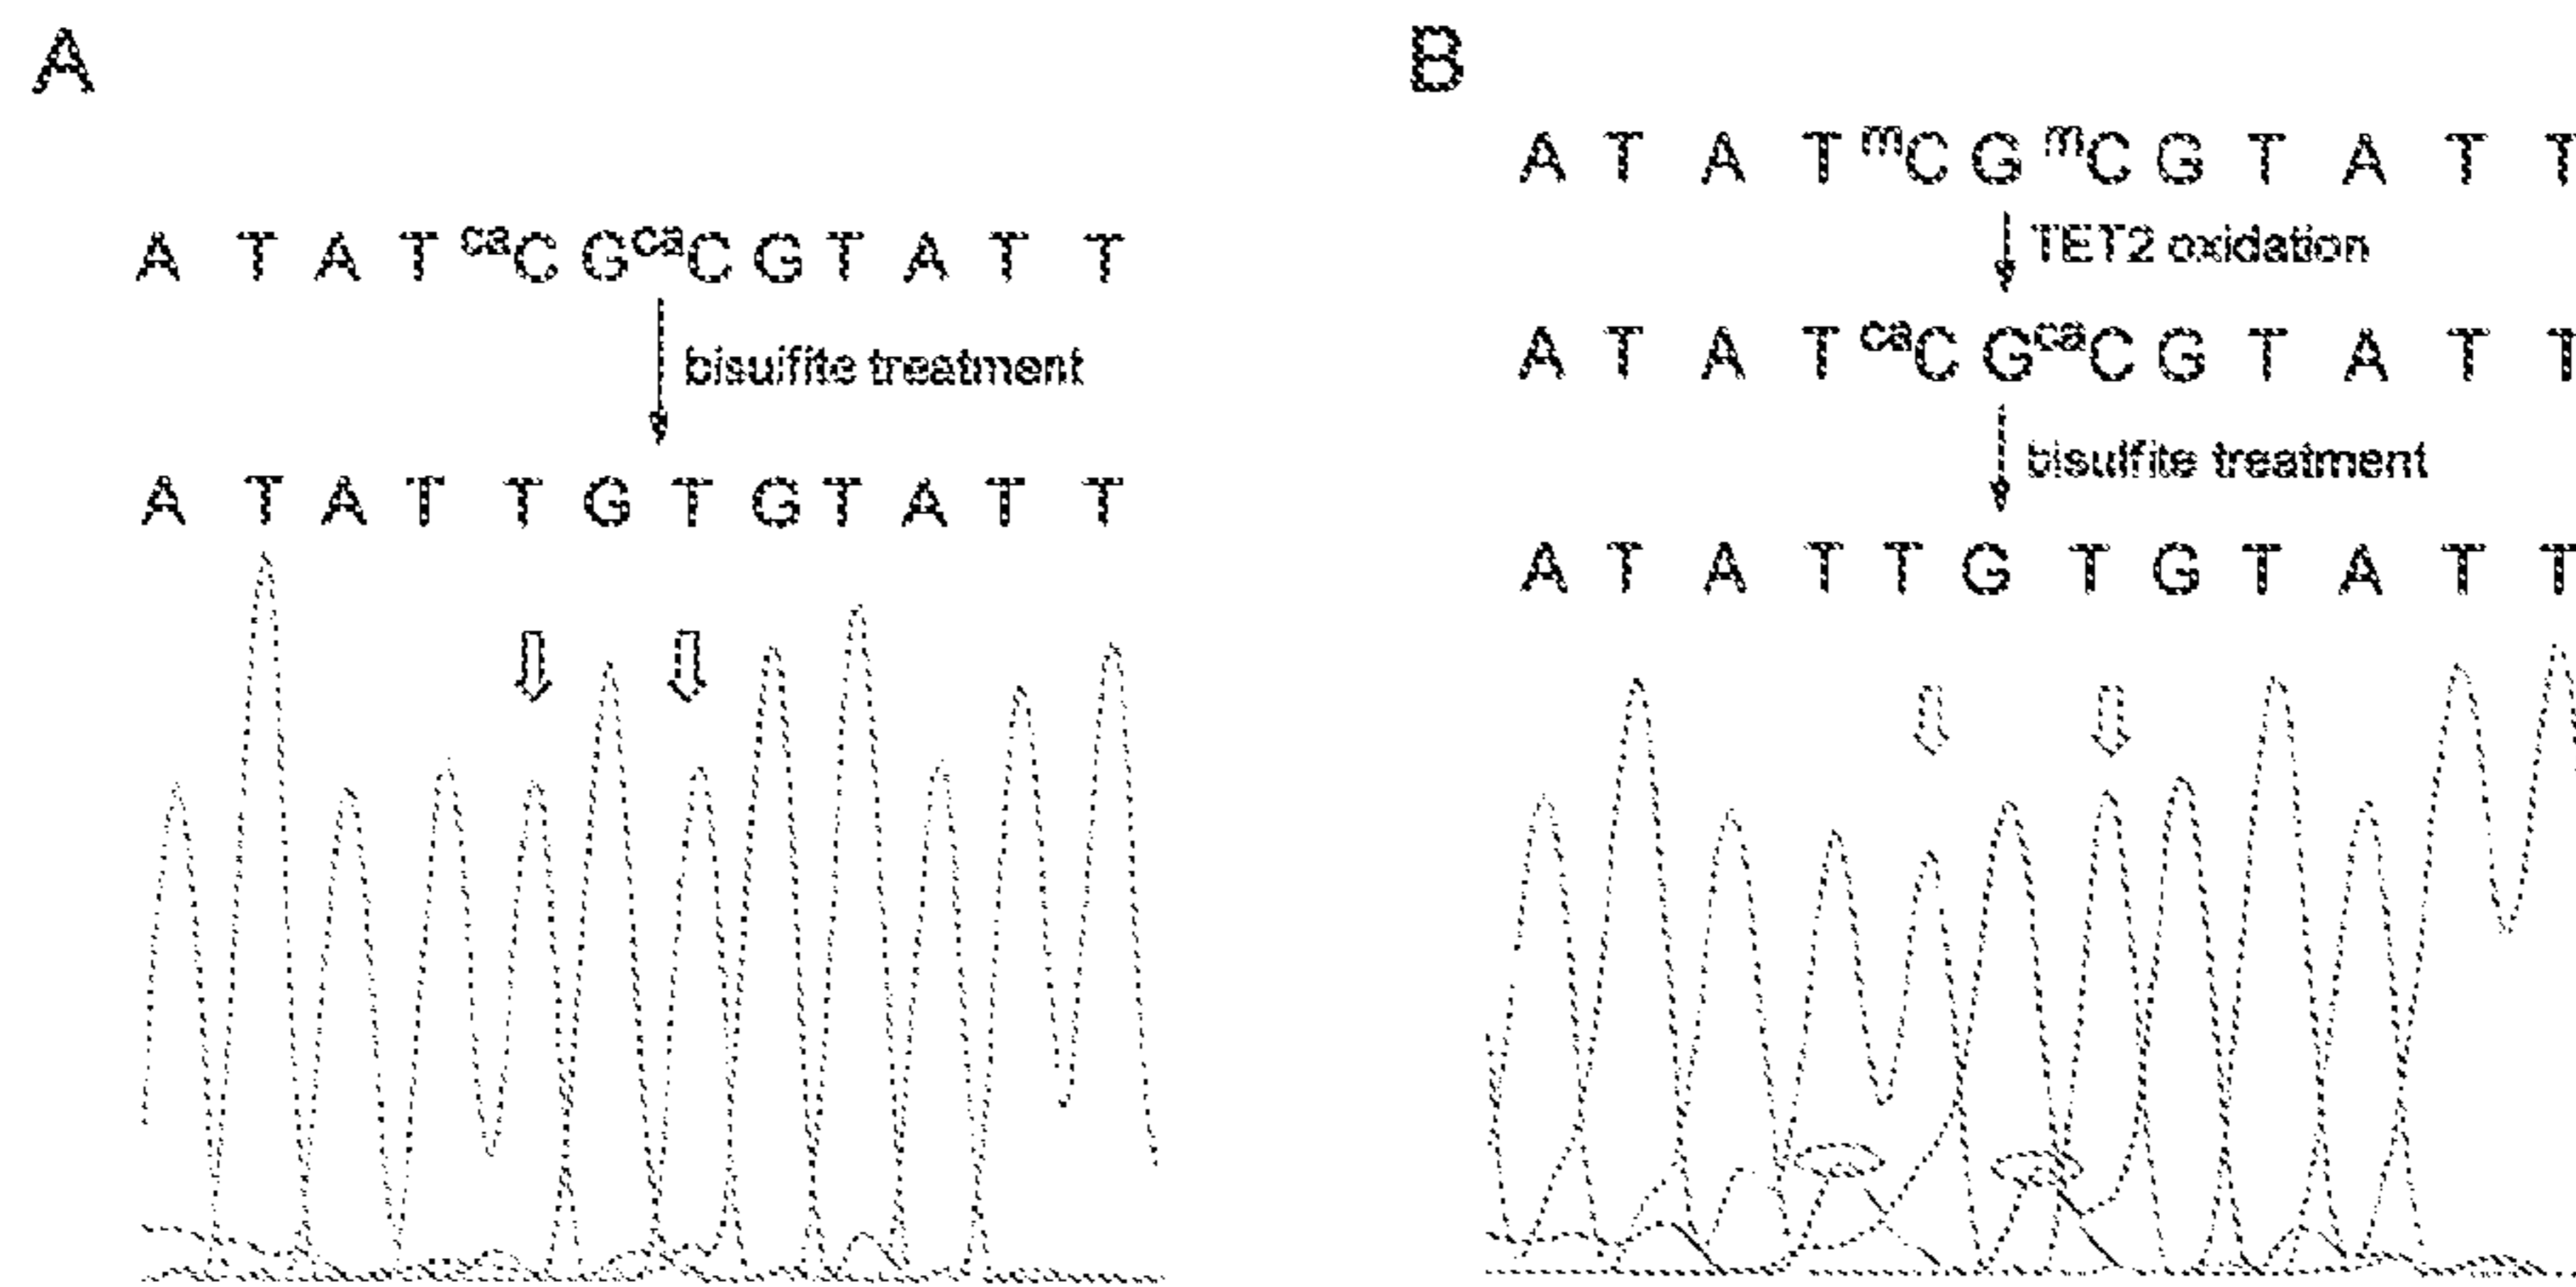 A
A T A T caC G caC G T A T T
bisulfite treatment
A T A T T G T G T A T T
B
A T A T mC G mC G T A T T
TET2 oxidation
A T A T caC G caC G T A T T
bisulfite treatment
A T A T T G T G T A T T